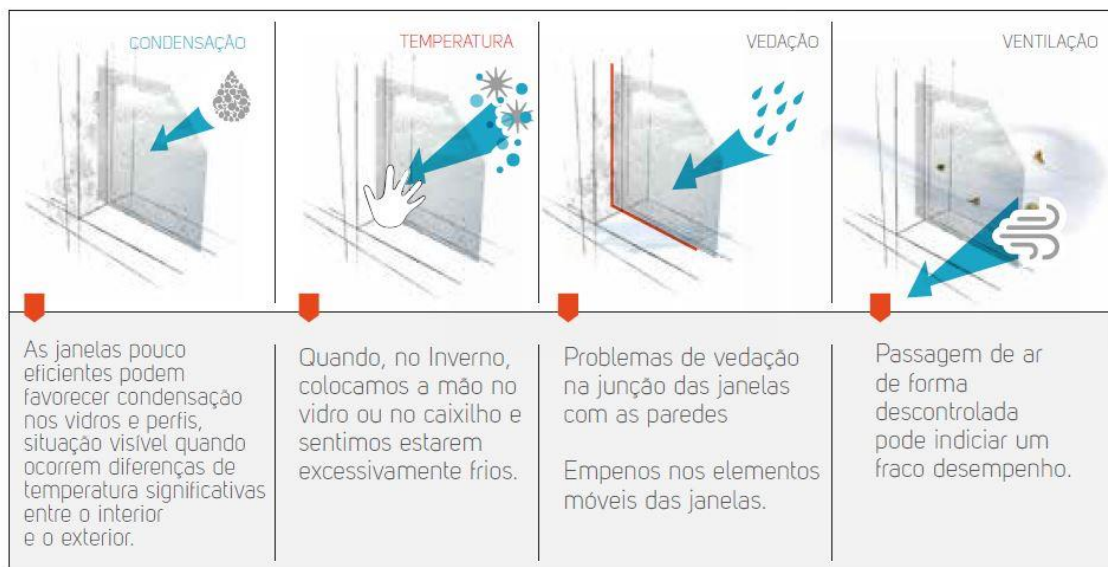 CONDENSAÇÃO
As janelas pouco
eficientes podem
favorecer condensação
nos vidros e perfis,
situação visível quando
ocorrem diferenças de
temperatura significativas
entre o interior
e o exterior.
TEMPERATURA
Quando, no Inverno,
colocamos a mão no
vidro ou no caixilho e
sentimos estarem
excessivamente frios.
VEDAÇÃO
Problemas de vedação
na junção das janelas
com as paredes
Empenos nos elementos
móveis das janelas.
VENTILAÇÃO
Passagem de ar
de forma
descontrolada
pode indiciar um
fraco desempenho.